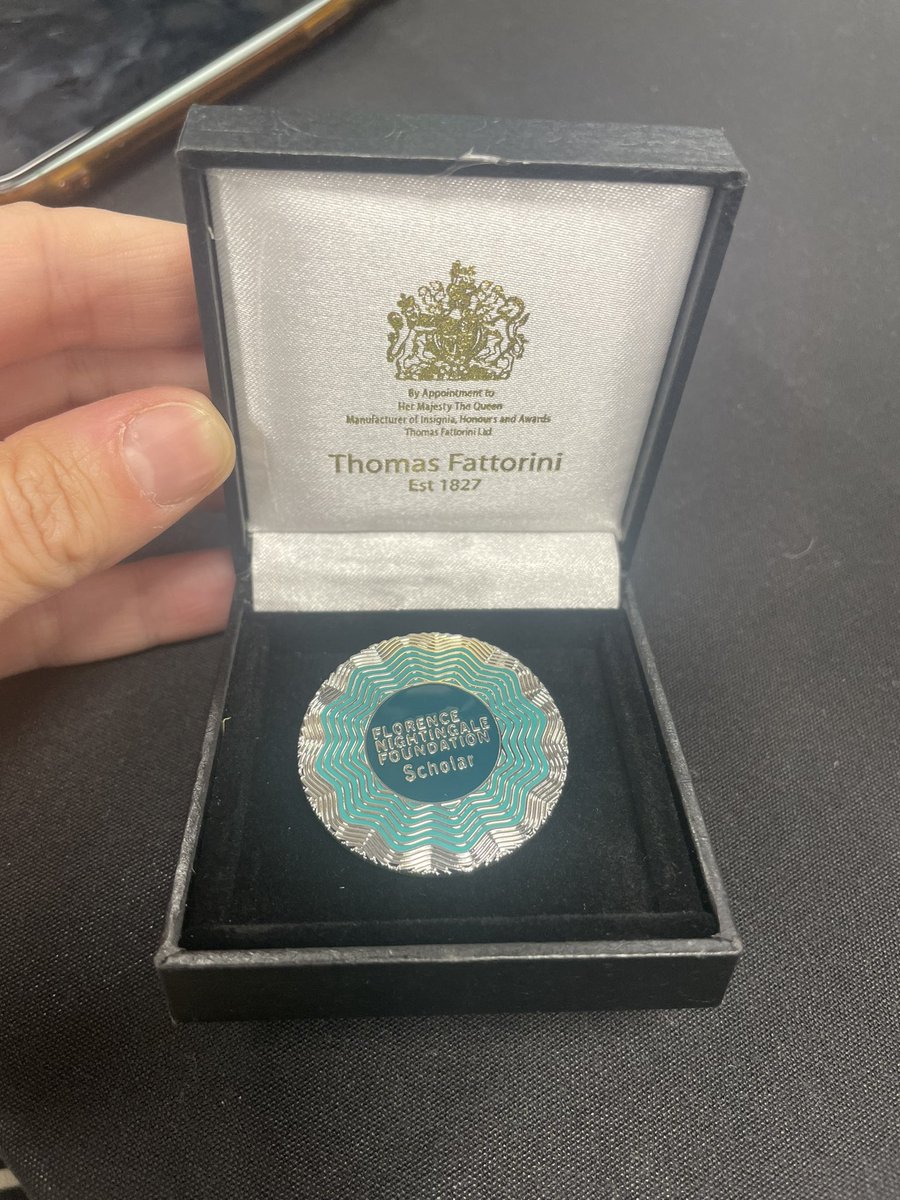 By Appointment to
Her Majesty The Queen
Manufacturer of Insignia, Honours and Awards
Thomas Fattorini Ltd
Thomas Fattorini
Est 1827
FLORENCE
NIGHTINGALE
FOUNDATION
Scholar